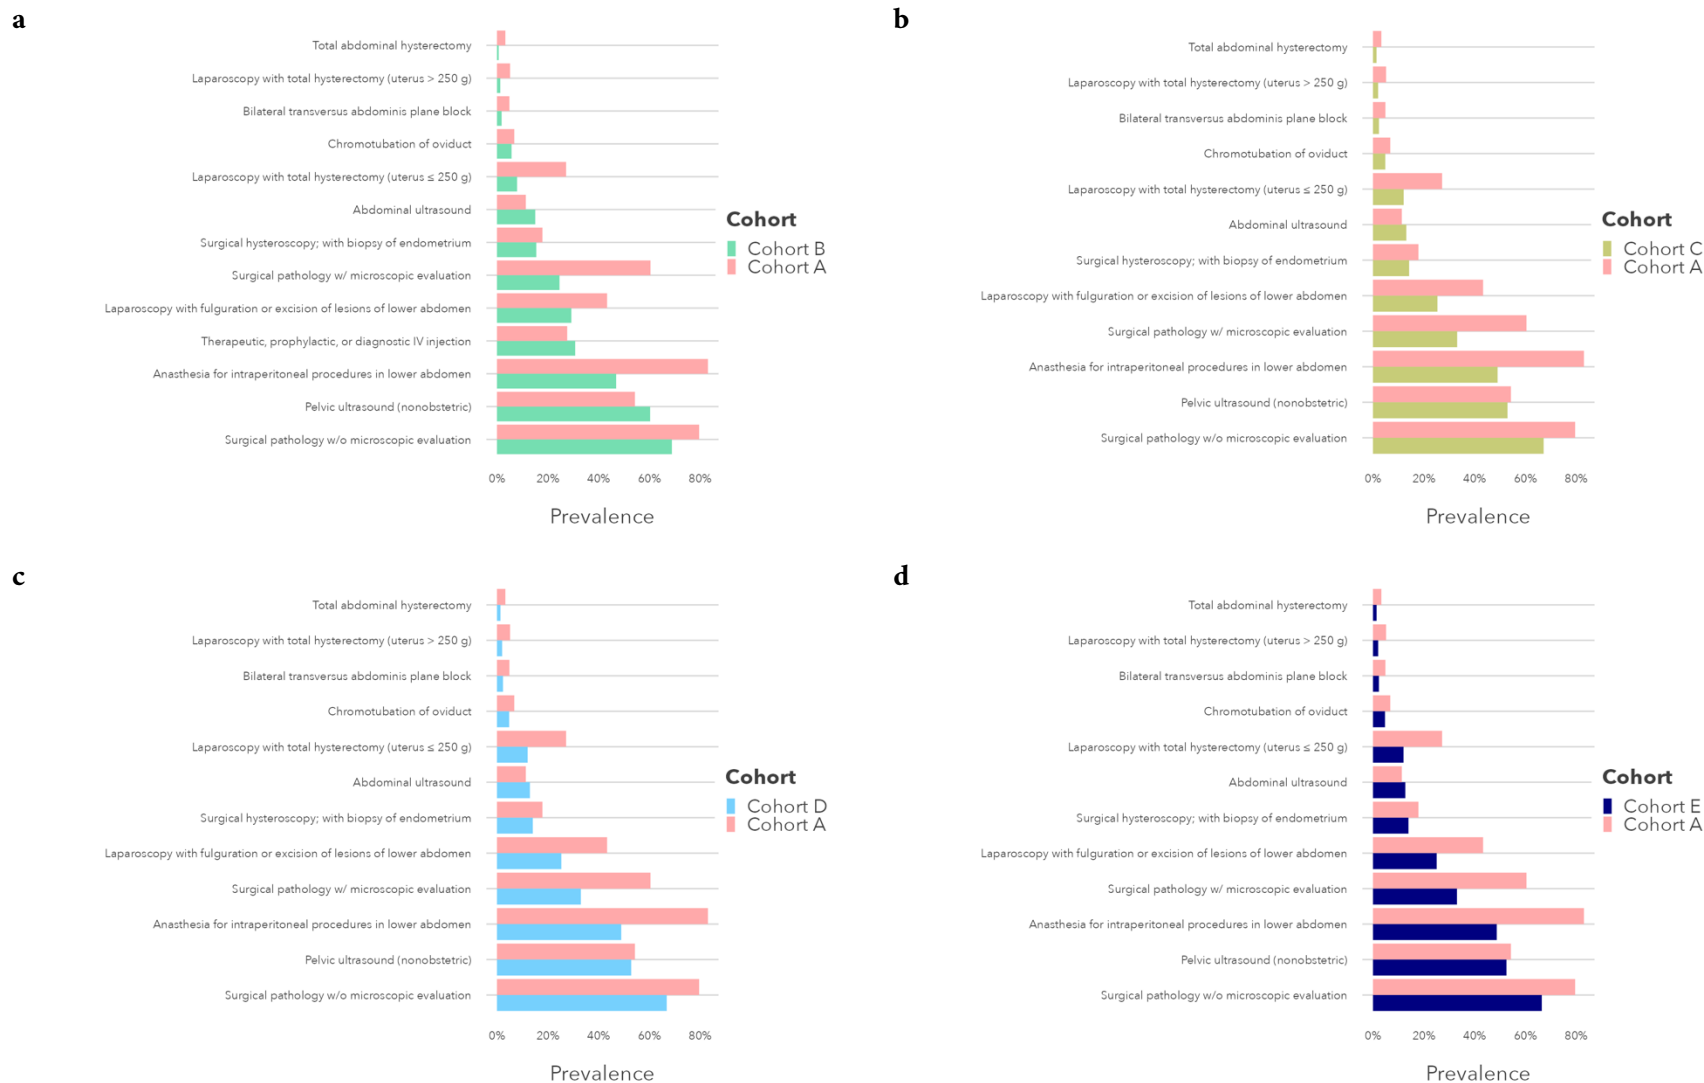 a
Total abdominal hysterectomy
Laparoscopy with total hysterectomy (uterus > 250 g)
Bilateral transversus abdominis plane block
Chromotubation of oviduct
Laparoscopy with total hysterectomy (uterus ≤ 250 g)
Abdominal ultrasound
Surgical hysteroscopy; with biopsy of endometrium
Surgical pathology w/ microscopic evaluation
Laparoscopy with fulguration or excision of lesions of lower abdomen
Therapeutic, prophylactic, or diagnostic IV injection
Anasthesia for intraperitoneal procedures in lower abdomen
Pelvic ultrasound (nonobstetric)
Surgical pathology w/o microscopic evaluation
0% 20% 40% 60% 80%
Prevalence
Cohort
Cohort B
Cohort A
b
Total abdominal hysterectomy
Laparoscopy with total hysterectomy (uterus > 250 g)
Bilateral transversus abdominis plane block
Chromotubation of oviduct
Laparoscopy with total hysterectomy (uterus ≤ 250 g)
Abdominal ultrasound
Surgical hysteroscopy; with biopsy of endometrium
Laparoscopy with fulguration or excision of lesions of lower abdomen
Surgical pathology w/ microscopic evaluation
Anasthesia for intraperitoneal procedures in lower abdomen
Pelvic ultrasound (nonobstetric)
Surgical pathology w/o microscopic evaluation
0% 20% 40% 60% 80%
Prevalence
Cohort
Cohort C
Cohort A
c
Total abdominal hysterectomy
Laparoscopy with total hysterectomy (uterus > 250 g)
Bilateral transversus abdominis plane block
Chromotubation of oviduct
Laparoscopy with total hysterectomy (uterus ≤ 250 g)
Abdominal ultrasound
Surgical hysteroscopy; with biopsy of endometrium
Laparoscopy with fulguration or excision of lesions of lower abdomen
Surgical pathology w/ microscopic evaluation
Anasthesia for intraperitoneal procedures in lower abdomen
Pelvic ultrasound (nonobstetric)
Surgical pathology w/o microscopic evaluation
0% 20% 40% 60% 80%
Prevalence
Cohort
Cohort D
Cohort A
d
Total abdominal hysterectomy
Laparoscopy with total hysterectomy (uterus > 250 g)
Bilateral transversus abdominis plane block
Chromotubation of oviduct
Laparoscopy with total hysterectomy (uterus ≤ 250 g)
Abdominal ultrasound
Surgical hysteroscopy; with biopsy of endometrium
Laparoscopy with fulguration or excision of lesions of lower abdomen
Surgical pathology w/ microscopic evaluation
Anasthesia for intraperitoneal procedures in lower abdomen
Pelvic ultrasound (nonobstetric)
Surgical pathology w/o microscopic evaluation
0% 20% 40% 60% 80%
Prevalence
Cohort
Cohort E
Cohort A